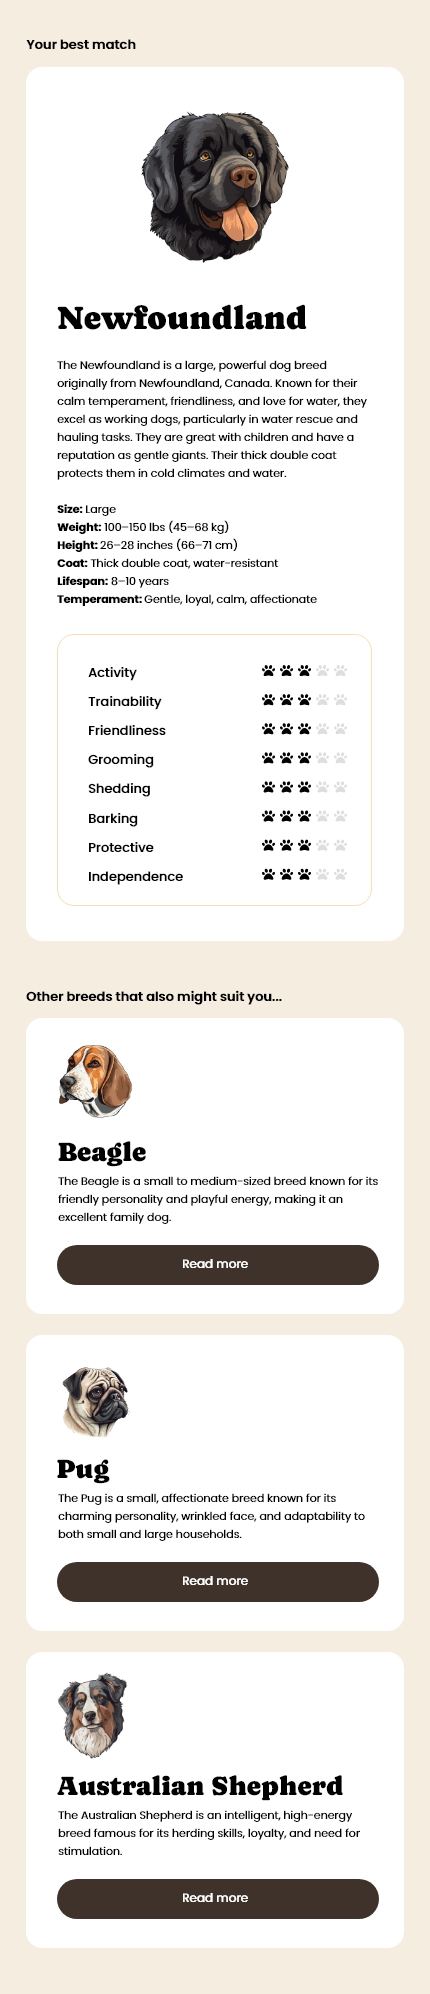 Your best match
Newfoundland
The Newfoundland is a large, powerful dog breed
originally from Newfoundland, Canada. Known for their
calm temperament, friendliness, and love for water, they
excel as working dogs, particularly in water rescue and
hauling tasks. They are great with children and have a
reputation as gentle giants. Their thick double coat
protects them in cold climates and water.
Size: Large
Weight: 100–150 lbs (45–68 kg)
Height: 26–28 inches (66–71 cm)
Coat: Thick double coat, water-resistant
Lifespan: 8–10 years
Temperament: Gentle, loyal, calm, affectionate
Activity
Trainability
Friendliness
Grooming
Shedding
Barking
Protective
Independence
Other breeds that also might suit you...
Beagle
The Beagle is a small to medium-sized breed known for its
friendly personality and playful energy, making it an
excellent family dog.
Read more
Pug
The Pug is a small, affectionate breed known for its
charming personality, wrinkled face, and adaptability to
both small and large households.
Read more
Australian Shepherd
The Australian Shepherd is an intelligent, high-energy
breed famous for its herding skills, loyalty, and need for
stimulation.
Read more